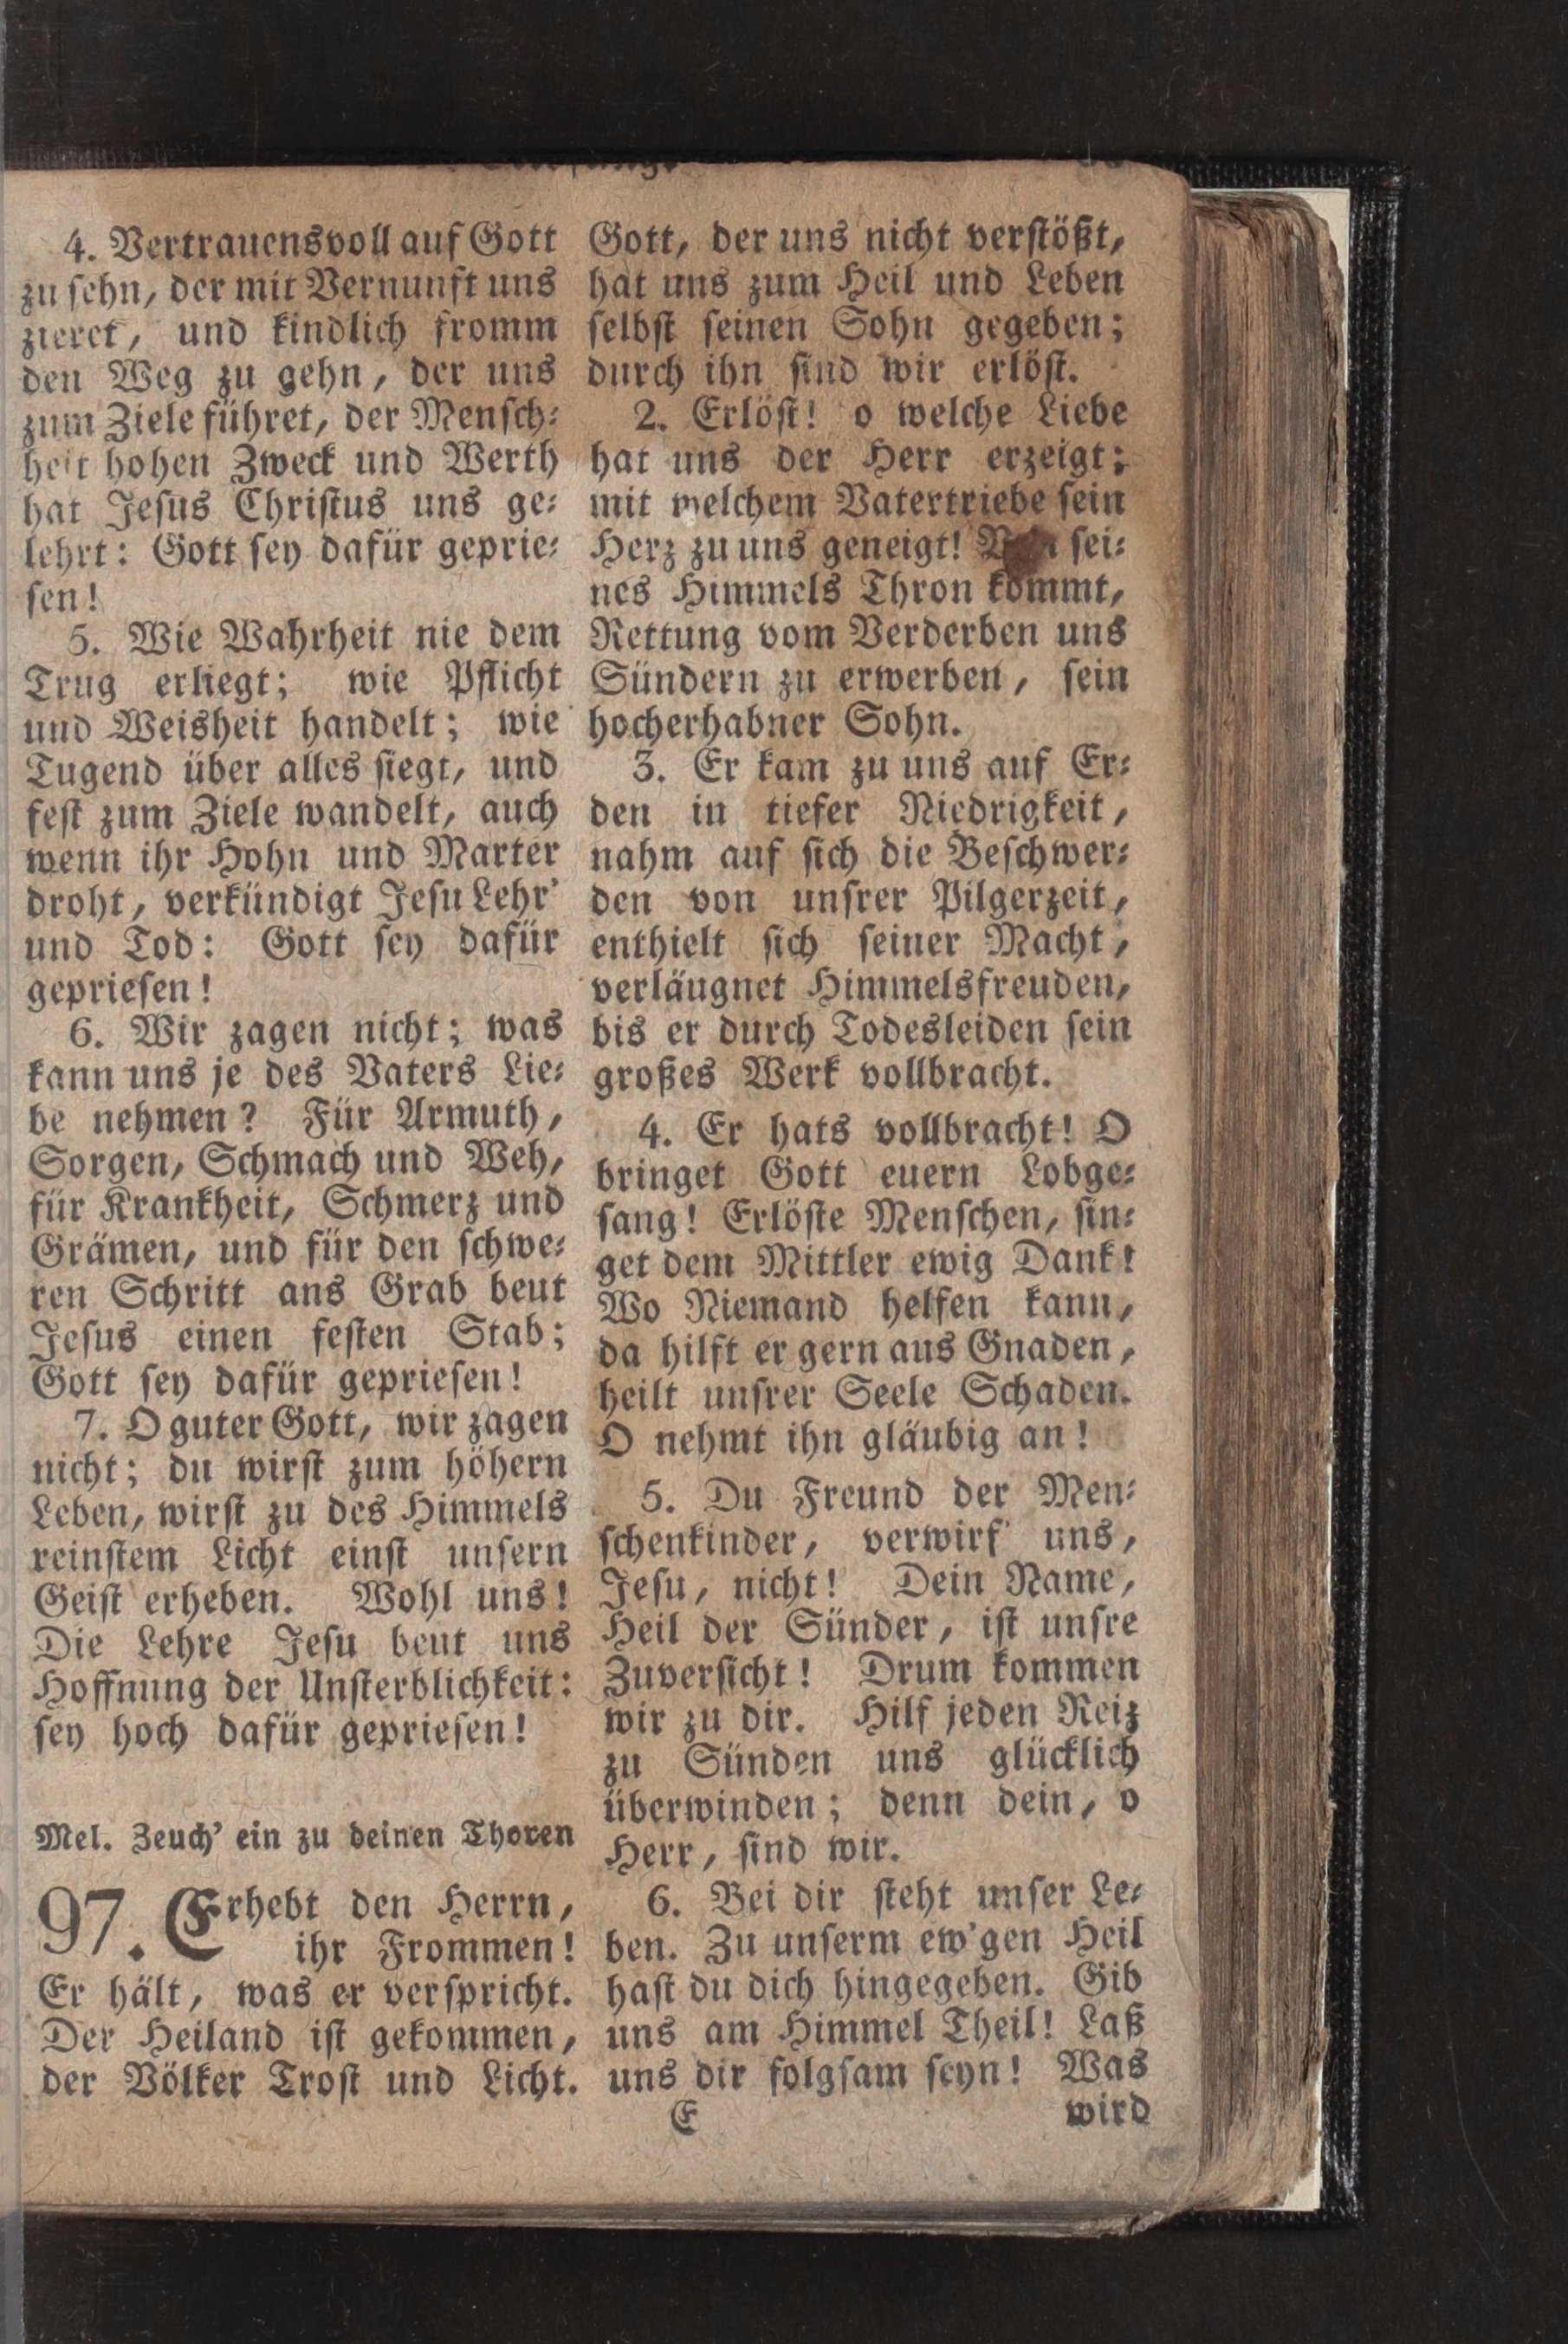 4. Vertrauensvoll auf Gott
zu sehn, der mit Vernunft uns
zieret, und kindlich fromm
den Weg zu gehn, der uns
zum Ziele führet, der Mensch⸗
heit hohen Zweck und Werth
hat Jesus Christus uns ge⸗
lehrt: Gott sey dafür geprie⸗
sen!
5. Wie Wahrheit nie dem
Trug erliegt; wie Pflicht
und Weisheit handelt; wie
Tugend über alles siegt, und
fest zum Ziele wandelt, auch
wenn ihr Hohn und Marter
droht, verkündigt Jesu Lehr'
und Tod: Gott sey dafür
gepriesen!
6. Wir zagen nicht; was
kann uns je des Vaters Lie⸗
be nehmen? Für Armuth,
Sorgen, Schmach und Weh,
für Krankheit, Schmerz und
Grämen, und für den schwe⸗
ren Schritt ans Grab beut
Jesus einen festen Stab;
Gott sey dafür gepriesen!
7. O guter Gott, wir zagen
nicht; du wirst zum höhern
Leben, wirst zu des Himmels
reinstem Licht einst unsern
Geist erheben. Wohl uns!
Die Lehre Jesu beut uns
Hoffnung der Unsterblichkeit:
sey hoch dafür gepriesen!
Mel. Zeuch' ein zu deinen Thoren
97. Erhebt den Herrn,
ihr Frommen!
Er hält, was er verspricht.
Der Heiland ist gekommen,
der Völker Trost und Licht.
Gott, der uns nicht verstößt,
hat uns zum Heil und Leben
selbst seinen Sohn gegeben;
durch ihn sind wir erlöst.
2. Erlöst! o welche Liebe
hat uns der Herr erzeigt;
mit welchem Vatertriebe sein
Herz zu uns geneigt! sei⸗
nes Himmels Thron kommt,
Rettung vom Verderben uns
Sündern zu erwerben, sein
hocherhabner Sohn.
3. Er kam zu uns auf Er⸗
den in tiefer Niedrigkeit,
nahm auf sich die Beschwer⸗
den von unsrer Pilgerzeit,
enthielt sich seiner Macht,
verläugnet Himmelsfreuden,
bis er durch Todesleiden sein
großes Werk vollbracht.
4. Er hats vollbracht! O
bringet Gott euern Lobge⸗
sang! Erlöste Menschen, sin⸗
get dem Mittler ewig Dank!
Wo Niemand helfen kann,
da hilft er gern aus Gnaden,
heilt unsrer Seele Schaden.
O nehmt ihn gläubig an!
5. Du Freund der Men⸗
schenkinder, verwirf uns,
Jesu, nicht! Dein Name,
Heil der Sünder, ist unsre
Zuversicht! Drum kommen
wir zu dir. Hilf jeden Reiz
zu Sünden uns glücklich
überwinden; denn dein, o
Herr, sind wir.
6. Bei dir steht unser Le⸗
ben. Zu unserm ew'gen Heil
hast du dich hingegeben. Gib
uns am Himmel Theil! Laß
uns dir folgsam seyn! Was
E wird